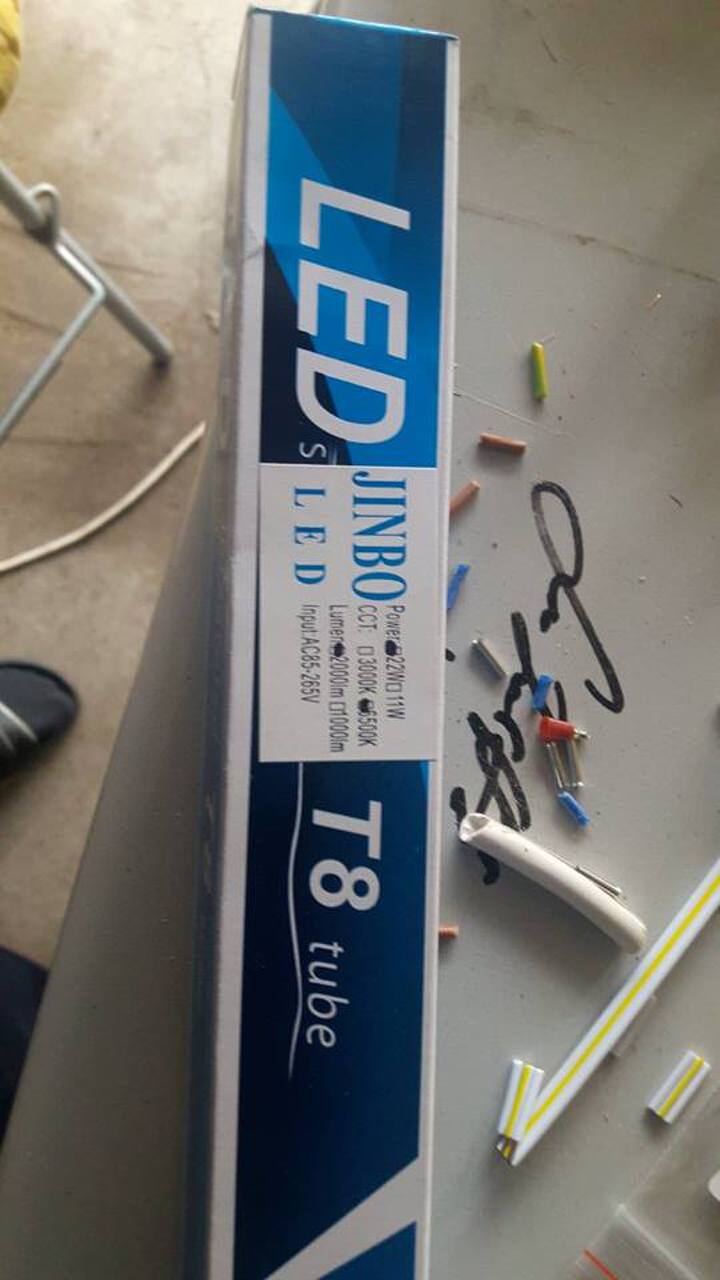 LED
JINBO
LED
Power:■22W□11W
CCT: □3000K ■6500K
Lumen:■2000lm □1000lm
Input:AC85-265V
T8 tube